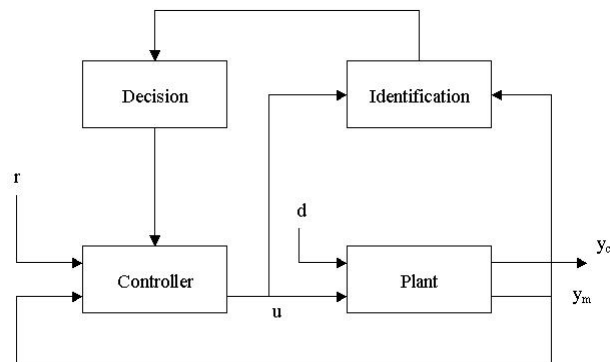 Decision
Identification
r
d
Controller
Plant
u
y_c
y_m